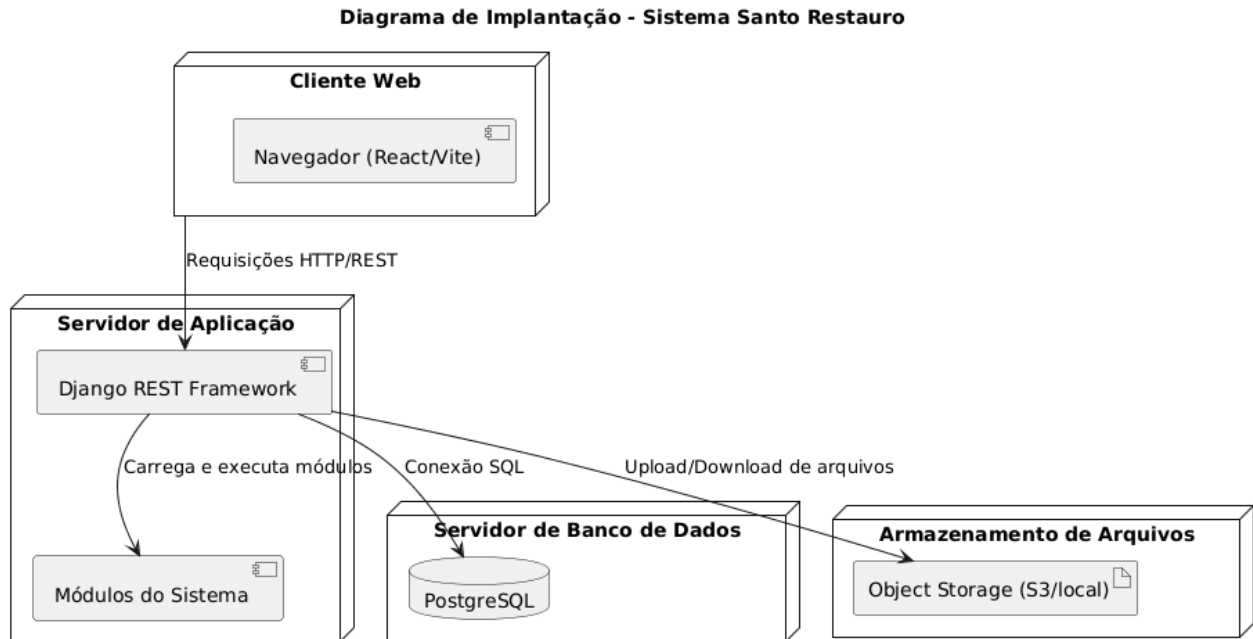 Diagrama de Implantação - Sistema Santo Restauro
Cliente Web
Navegador (React/Vite)
Requisições HTTP/REST
Servidor de Aplicação
Django REST Framework
Carrega e executa módulos
Conexão SQL
Upload/Download de arquivos
Servidor de Banco de Dados
Armazenamento de Arquivos
Módulos do Sistema
PostgreSQL
Object Storage (S3/local)